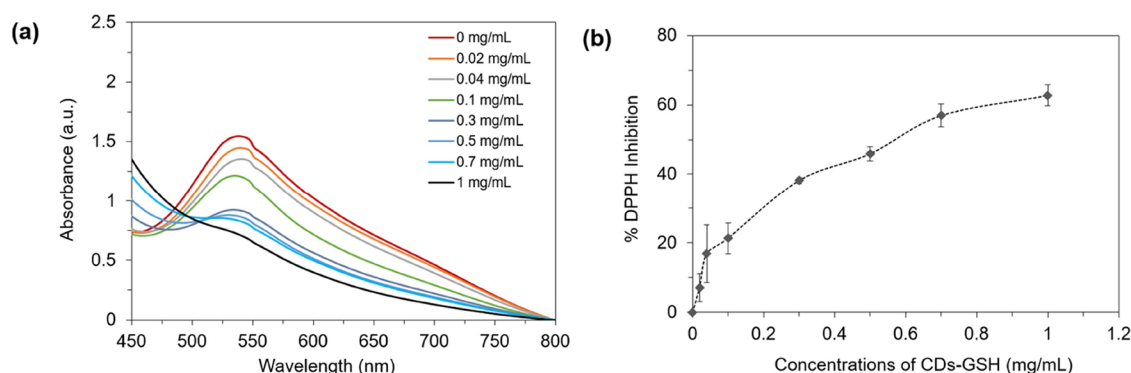 (a)
2.5
2
1.5
1
0.5
0
Absorbance (a.u.)
450 500 550 600 650 700 750 800
Wavelength (nm)
0 mg/mL
0.02 mg/mL
0.04 mg/mL
0.1 mg/mL
0.3 mg/mL
0.5 mg/mL
0.7 mg/mL
1 mg/mL
(b)
80
60
40
20
0
% DPPH Inhibition
0 0.2 0.4 0.6 0.8 1 1.2
Concentrations of CDs-GSH (mg/mL)